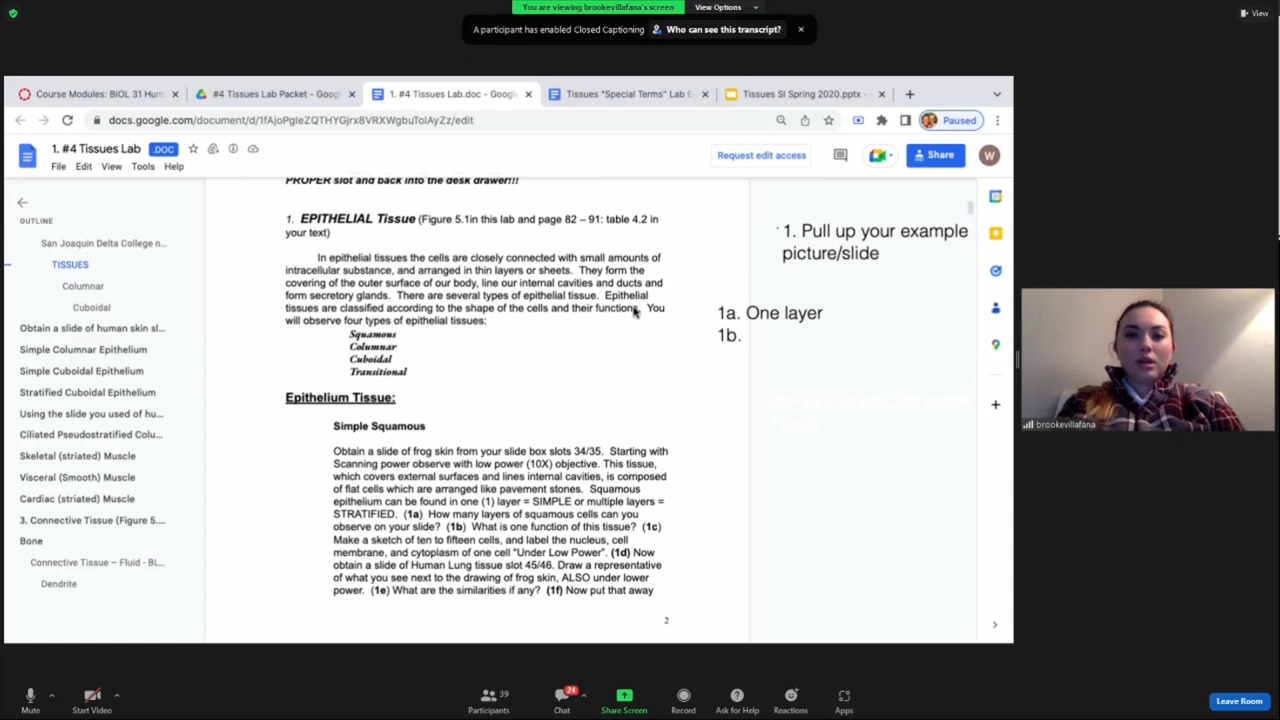 You are viewing brookevillafana's screen
View Options
View
A participant has enabled Closed Captioning
Who can see this transcript?
Course Modules: BIOL 31 Hum
#4 Tissues Lab Packet - Goog
1. #4 Tissues Lab.doc - Googl
Tissues "Special Terms" Lab E
Tissues SI Spring 2020.pptx -
docs.google.com/document/d/1fAjoPgleZQTHYGjrx8VRXWgbuTolAyZz/edit
Paused
1. #4 Tissues Lab .DOC
File Edit View Tools Help
Request edit access
Share
W
OUTLINE
San Joaquin Delta College n...
TISSUES
Columnar
Cuboidal
Obtain a slide of human skin sl...
Simple Columnar Epithelium
Simple Cuboidal Epithelium
Stratified Cuboidal Epithelium
Using the slide you used of hu...
Ciliated Pseudostratified Colu...
Skeletal (striated) Muscle
Visceral (Smooth) Muscle
Cardiac (striated) Muscle
3. Connective Tissue (Figure 5....
Bone
Connective Tissue – Fluid - BL...
Dendrite
PROPER slot and back into the desk drawer!!!
1. EPITHELIAL Tissue (Figure 5.1in this lab and page 82 – 91: table 4.2 in
your text)
In epithelial tissues the cells are closely connected with small amounts of
intracellular substance, and arranged in thin layers or sheets. They form the
covering of the outer surface of our body, line our internal cavities and ducts and
form secretory glands. There are several types of epithelial tissue. Epithelial
tissues are classified according to the shape of the cells and their functions. You
will observe four types of epithelial tissues:
Squamous
Columnar
Cuboidal
Transitional
Epithelium Tissue:
Simple Squamous
Obtain a slide of frog skin from your slide box slots 34/35. Starting with
Scanning power observe with low power (10X) objective. This tissue,
which covers external surfaces and lines internal cavities, is composed
of flat cells which are arranged like pavement stones. Squamous
epithelium can be found in one (1) layer = SIMPLE or multiple layers =
STRATIFIED. (1a) How many layers of squamous cells can you
observe on your slide? (1b) What is one function of this tissue? (1c)
Make a sketch of ten to fifteen cells, and label the nucleus, cell
membrane, and cytoplasm of one cell "Under Low Power". (1d) Now
obtain a slide of Human Lung tissue slot 45/46. Draw a representative
of what you see next to the drawing of frog skin, ALSO under lower
power. (1e) What are the similarities if any? (1f) Now put that away
2
1. Pull up your example
picture/slide
1a. One layer
1b.
brookevillafana
Mute
Start Video
39
Participants
24
Chat
Share Screen
Record
Ask for Help
Reactions
Apps
Leave Room